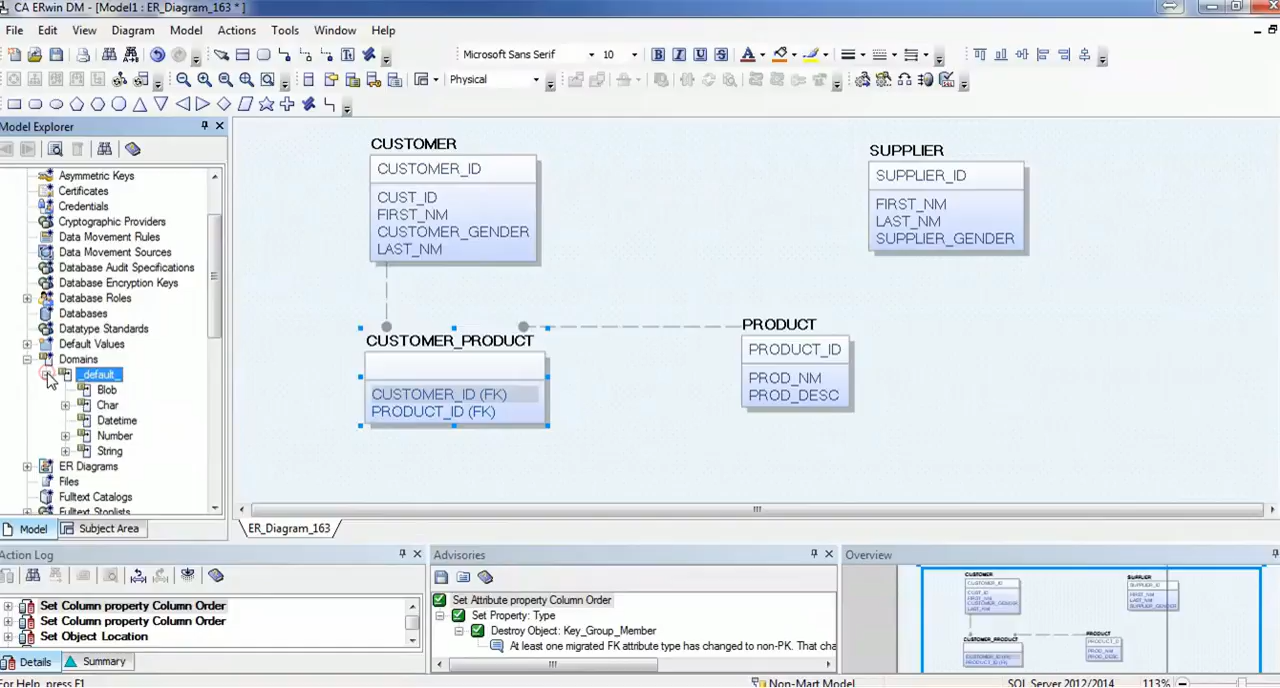 CA ERwin DM - [Model1 : ER_Diagram_163 * ]
File Edit View Diagram Model Actions Tools Window Help
Microsoft Sans Serif 10 B I U S A
Physical
Model Explorer
Asymmetric Keys
Certificates
Credentials
Cryptographic Providers
Data Movement Rules
Data Movement Sources
Database Audit Specifications
Database Encryption Keys
Database Roles
Databases
Datatype Standards
Default Values
Domains
_default_
Blob
Char
Datetime
Number
String
ER Diagrams
Files
Fulltext Catalogs
Fulltext Stoplists
Model Subject Area
CUSTOMER
CUSTOMER_ID
CUST_ID
FIRST_NM
CUSTOMER_GENDER
LAST_NM
SUPPLIER
SUPPLIER_ID
FIRST_NM
LAST_NM
SUPPLIER_GENDER
CUSTOMER_PRODUCT
CUSTOMER_ID (FK)
PRODUCT_ID (FK)
PRODUCT
PRODUCT_ID
PROD_NM
PROD_DESC
ER_Diagram_163
Action Log
Set Column property Column Order
Set Column property Column Order
Set Object Location
Details Summary
Advisories
Set Attribute property Column Order
Set Property: Type
Destroy Object: Key_Group_Member
At least one migrated FK attribute type has changed to non-PK. That cha
Overview
CUSTOMER
SUPPLIER
CUSTOMER_PRODUCT
PRODUCT
For Help, press F1
Non-Mart Model
SQL Server 2012/2014
113%